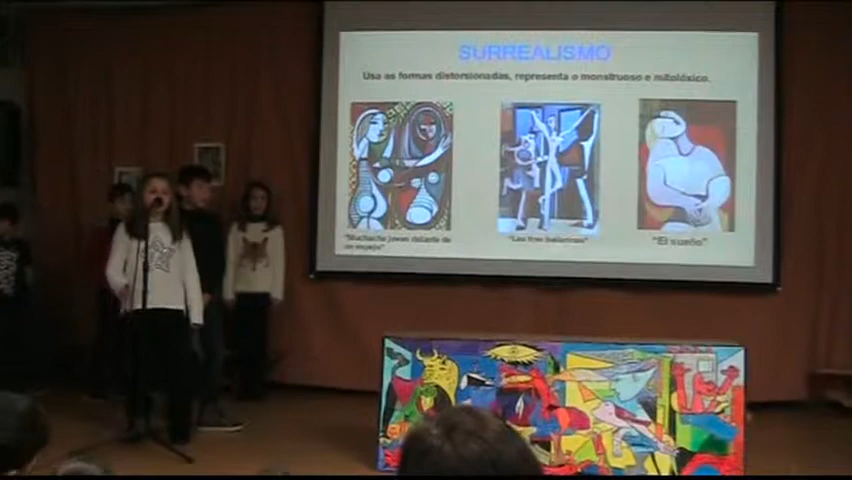 SURREALISMO
Usa as formas distorsionadas, representa o monstruoso e mitolóxico.
"Muchacha joven delante de
un espejo"
"Las tres bailarinas"
"El sueño"